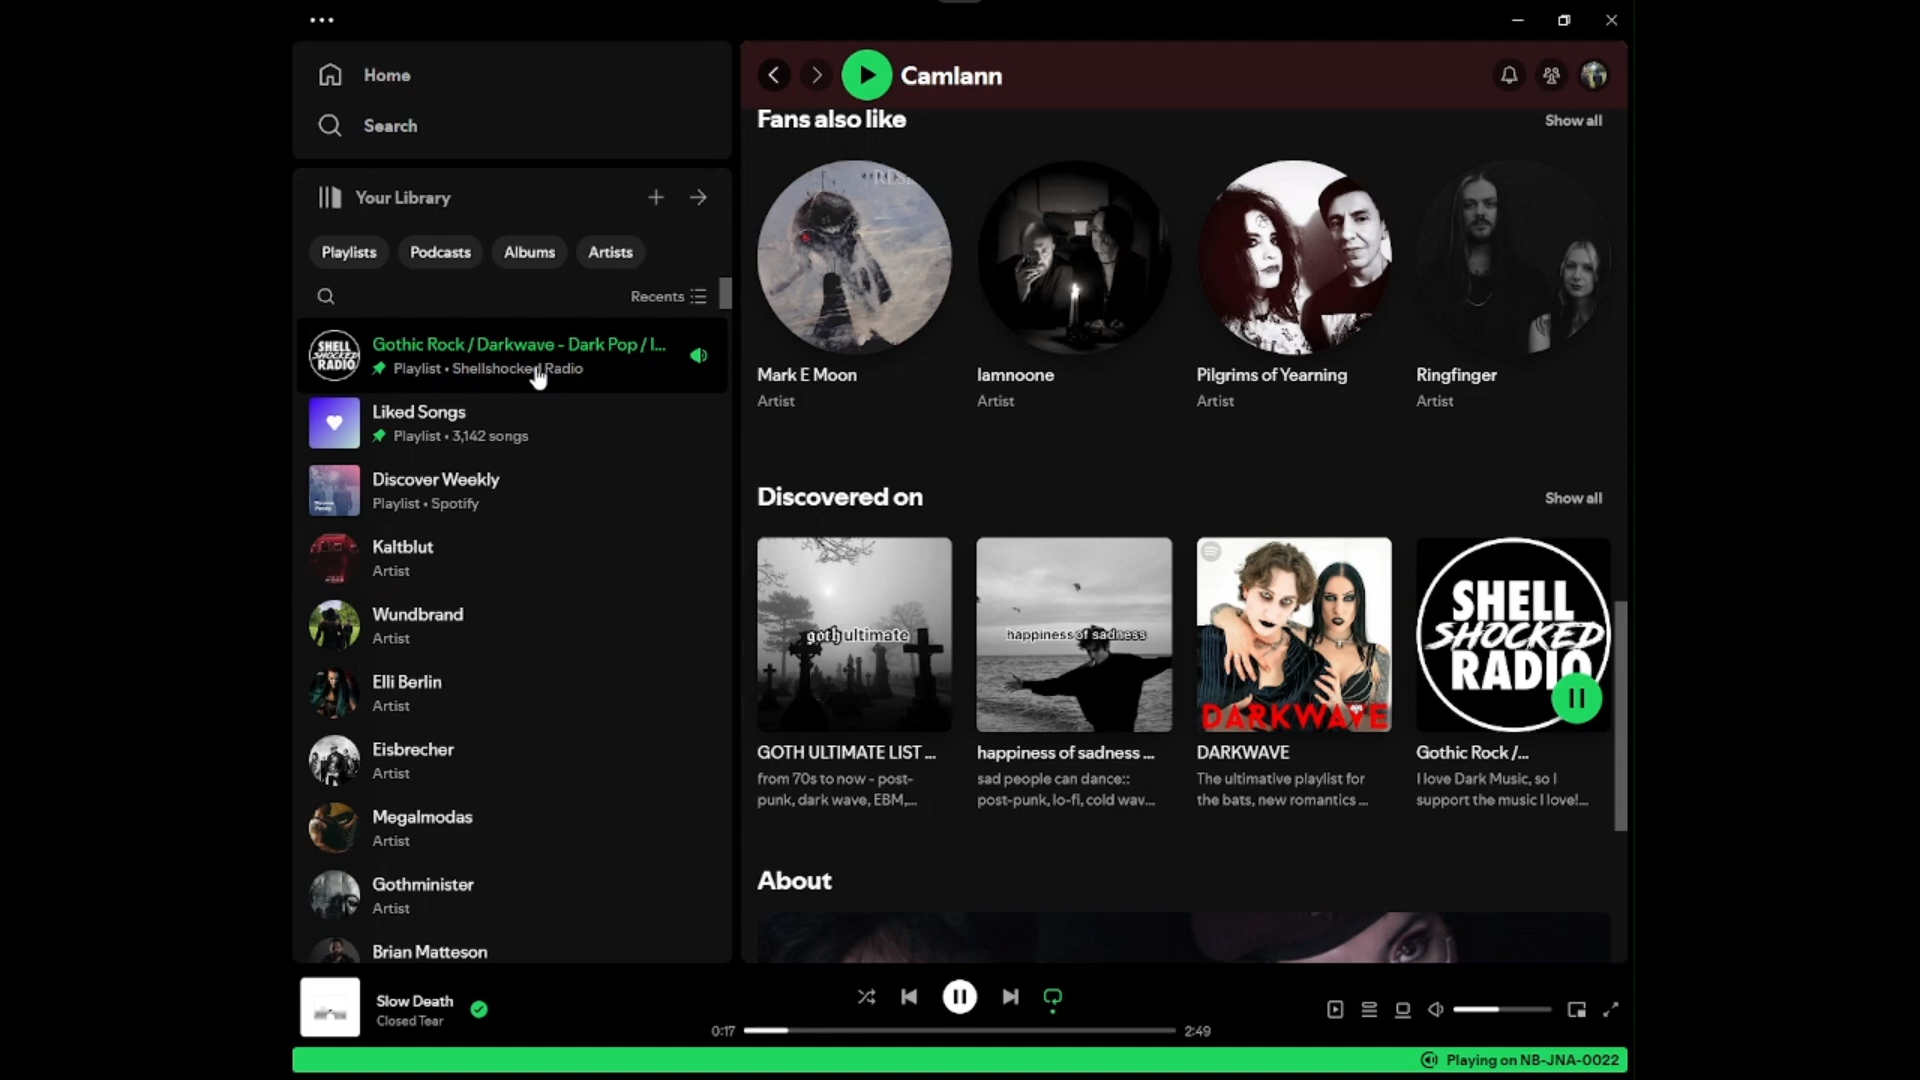 Home
Search
Your Library
Playlists
Podcasts
Albums
Artists
Recents
SHELL
SHOCKED
RADIO
Gothic Rock / Darkwave - Dark Pop / I...
Playlist • Shellshocked Radio
Liked Songs
Playlist • 3,142 songs
Discover Weekly
Playlist • Spotify
Kaltblut
Artist
Wundbrand
Artist
Elli Berlin
Artist
Eisbrecher
Artist
Megalmodas
Artist
Gothminister
Artist
Brian Matteson
Camlann
Fans also like
Show all
Mark E Moon
Artist
Iamnoone
Artist
Pilgrims of Yearning
Artist
Ringfinger
Artist
Discovered on
Show all
goth ultimate
happiness of sadness
DARKWAVE
SHELL
SHOCKED
RADIO
GOTH ULTIMATE LIST ...
from 70s to now - post-
punk, dark wave, EBM,...
happiness of sadness ...
sad people can dance::
post-punk, lo-fi, cold wav...
DARKWAVE
The ultimative playlist for
the bats, new romantics ...
Gothic Rock /...
I love Dark Music, so I
support the music I love!...
About
Slow Death
Closed Tear
0:17
2:49
Playing on NB-JNA-0022